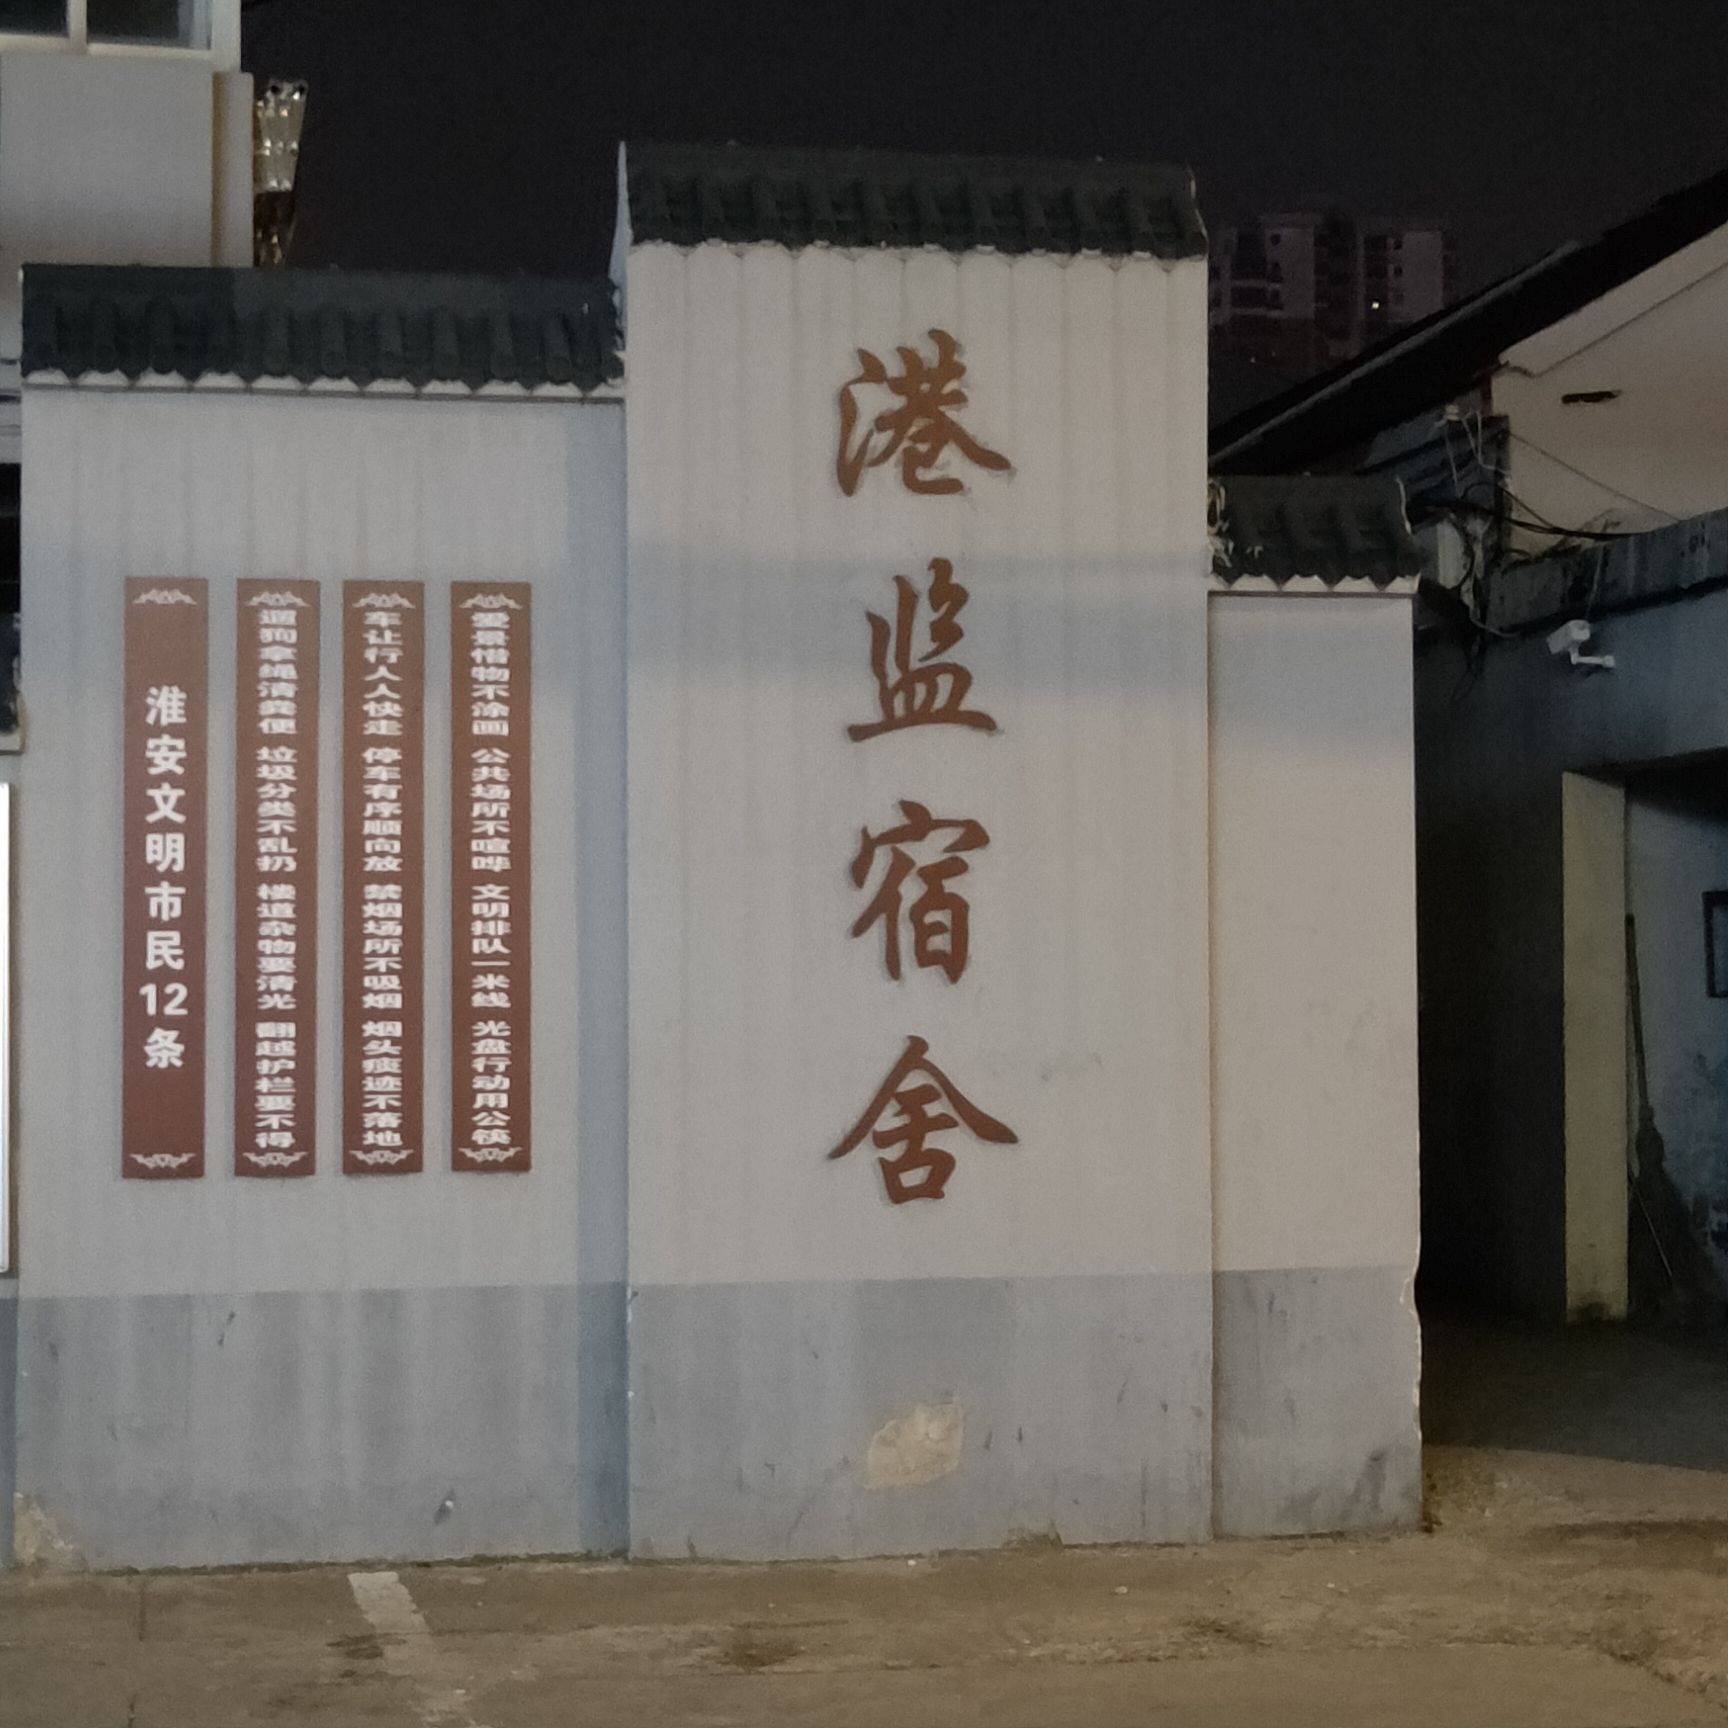 港监宿舍
淮安文明市民12条
遛狗拿绳清粪便 垃圾分类不乱扔 楼道杂物要清光 翻越护栏要不得
车让行人人快走 停车有序顺向放 禁烟场所不吸烟 烟头痰迹不落地
爱景惜物不涂画 公共场所不喧哗 文明排队一米线 光盘行动用公筷